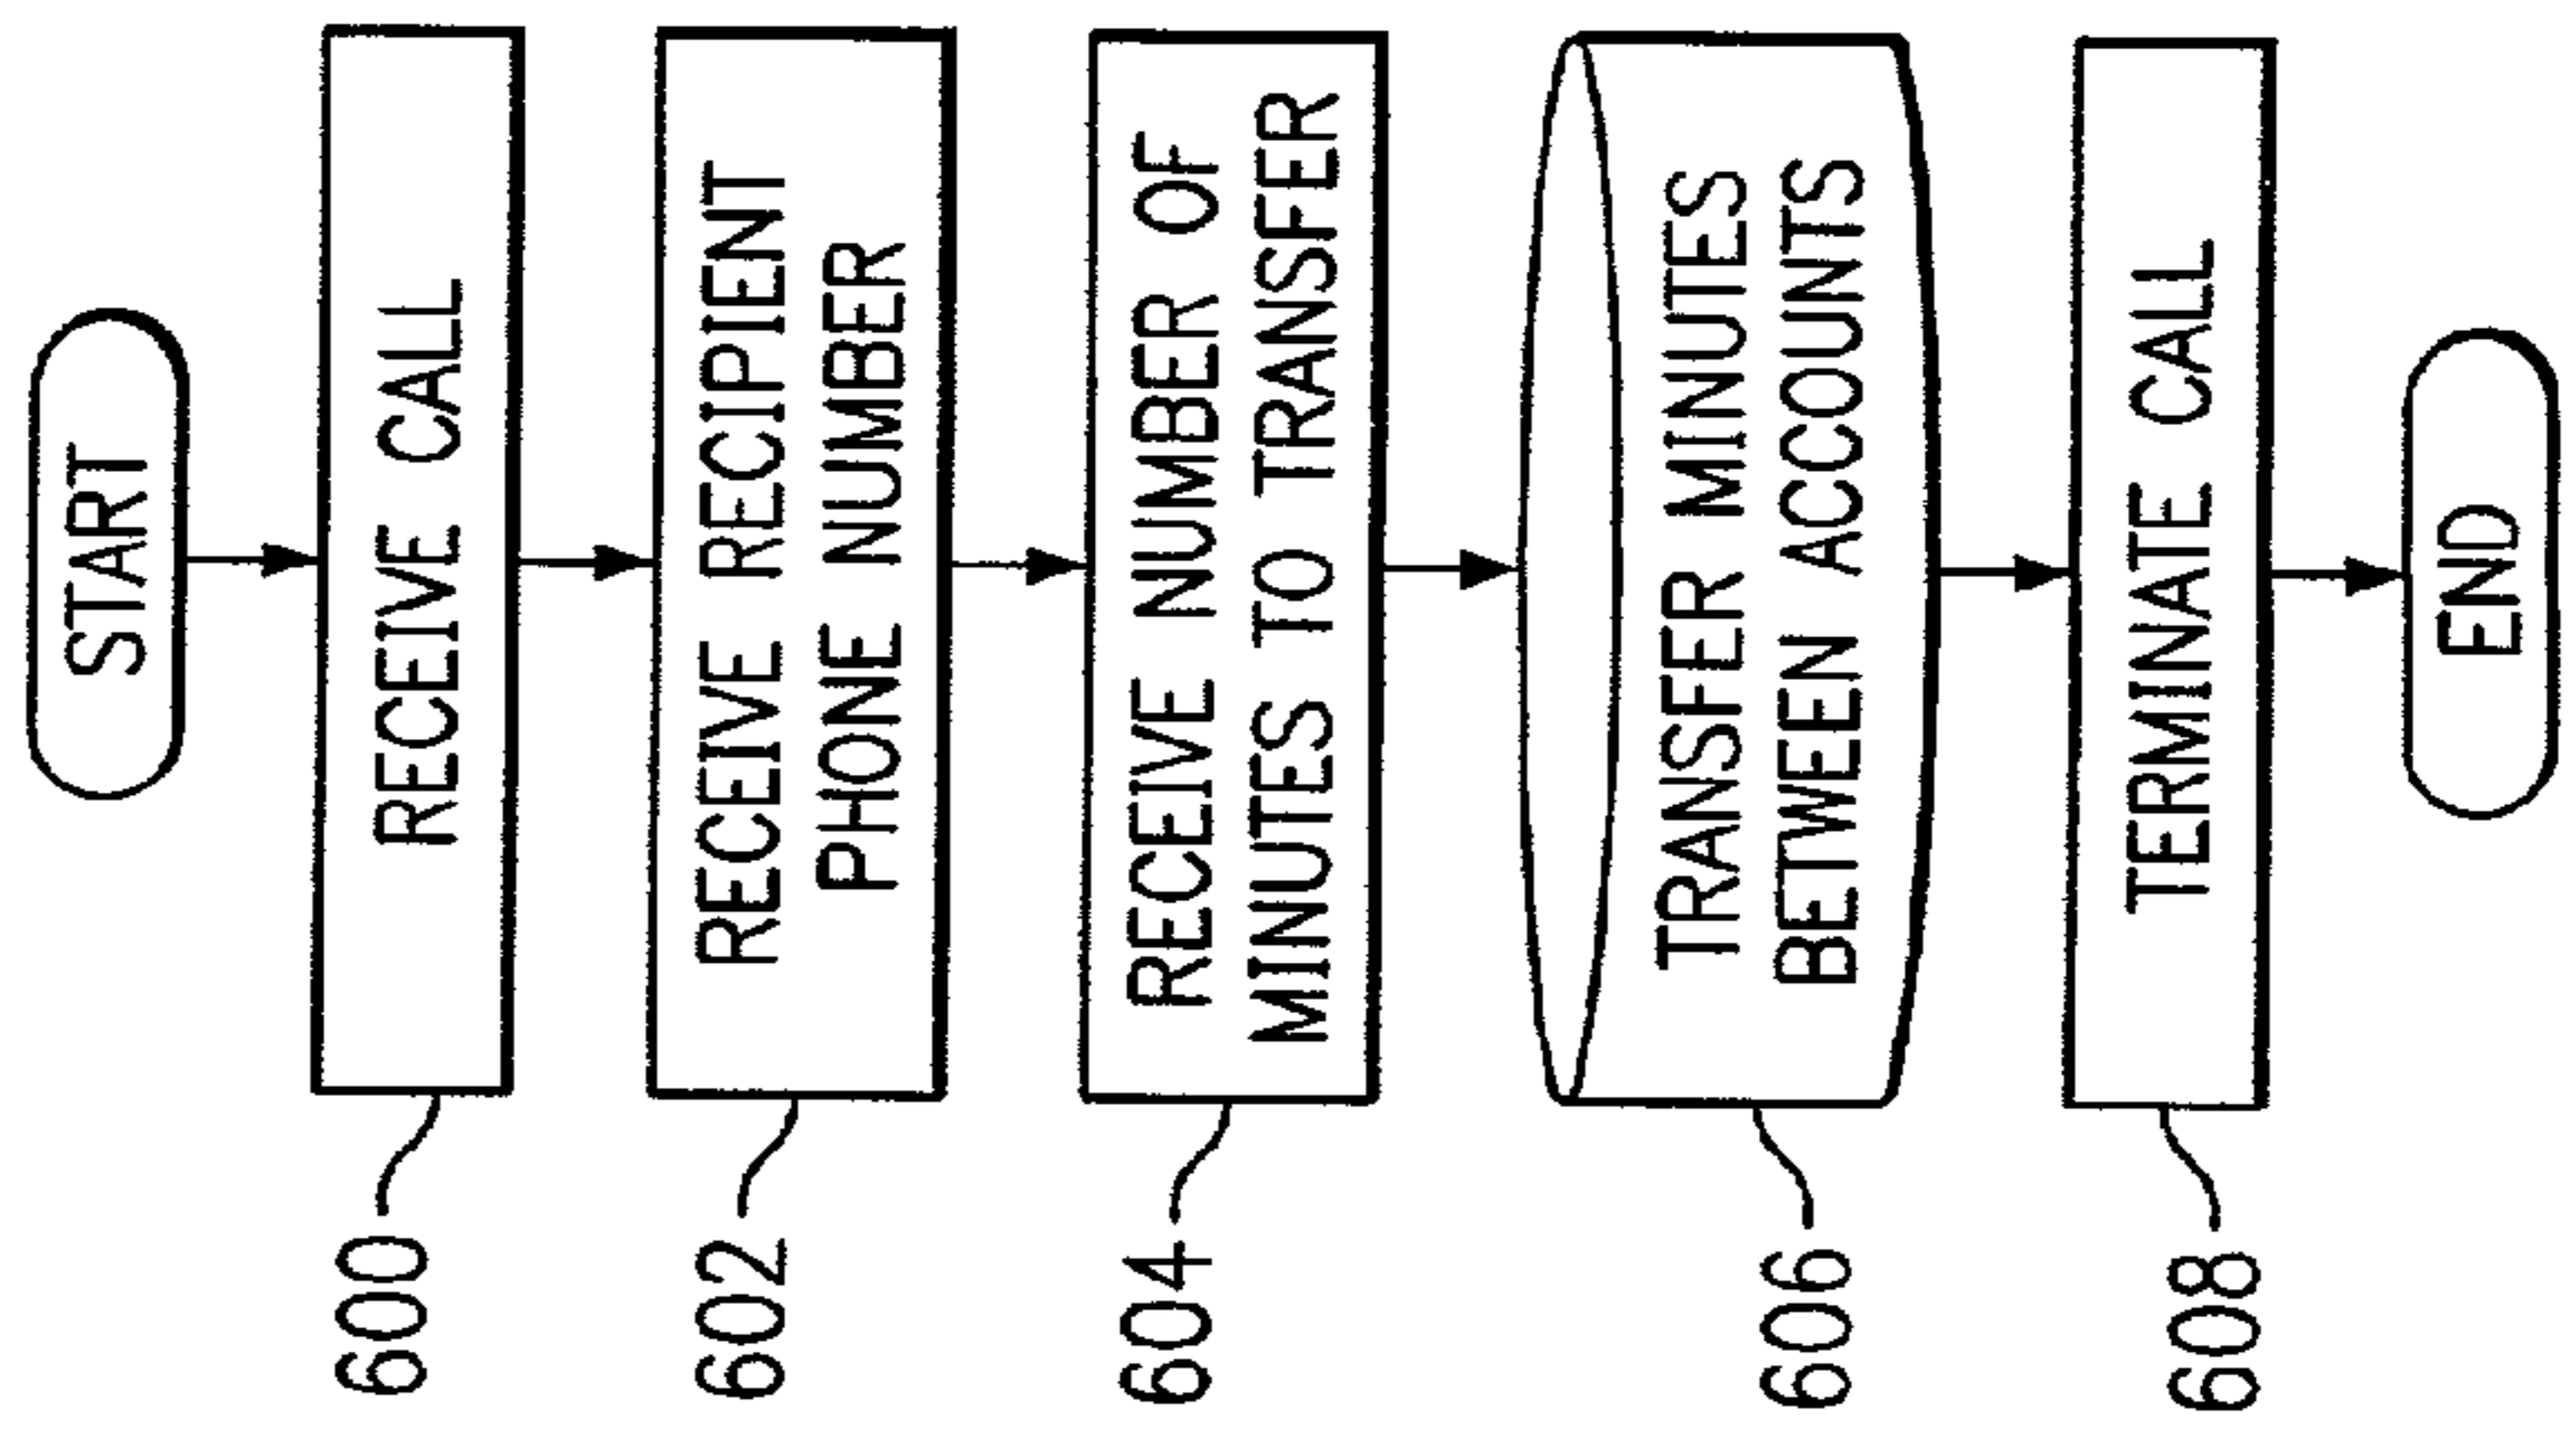 START
600
RECEIVE CALL
602
RECEIVE RECIPIENT
PHONE NUMBER
604
RECEIVE NUMBER OF
MINUTES TO TRANSFER
606
TRANSFER MINUTES
BETWEEN ACCOUNTS
608
TERMINATE CALL
END